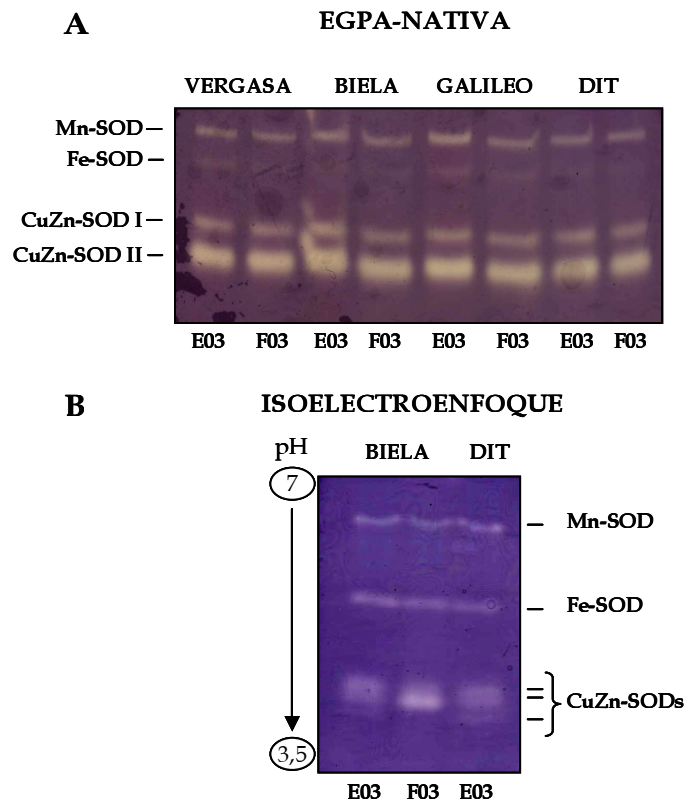 A
EGPA-NATIVA
VERGASA BIELA GALILEO DIT
Mn-SOD
Fe-SOD
CuZn-SOD I
CuZn-SOD II
E03 F03 E03 F03 E03 F03 E03 F03
B
ISOELECTROENFOQUE
pH
BIELA DIT
7
Mn-SOD
Fe-SOD
CuZn-SODs
3,5
E03 F03 E03